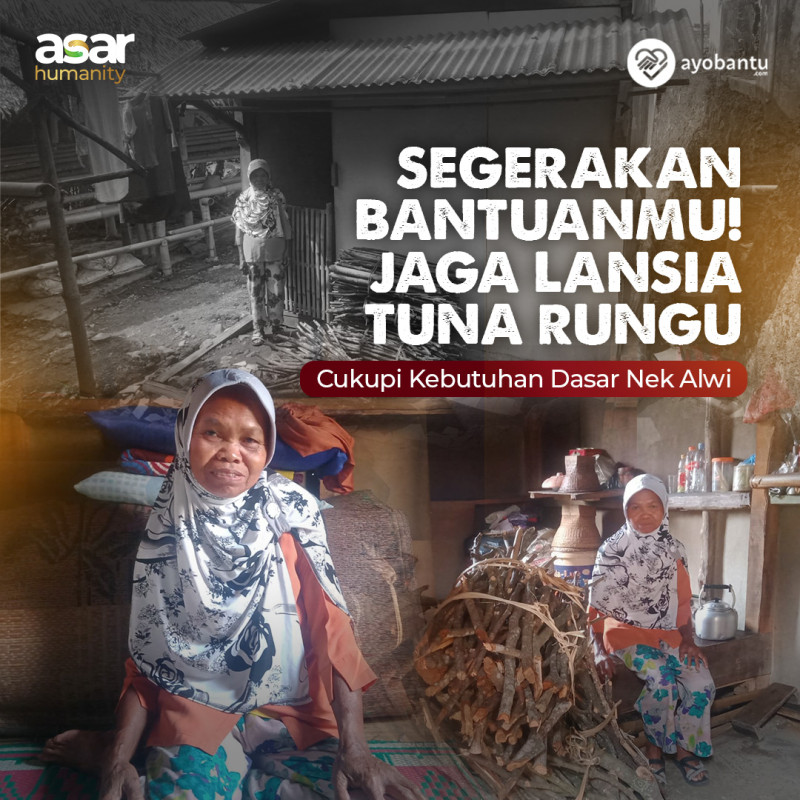 asar
humanity
ayobantu
.com
SEGERAKAN
BANTUANMU!
JAGA LANSIA
TUNA RUNGU
Cukupi Kebutuhan Dasar Nek Alwi